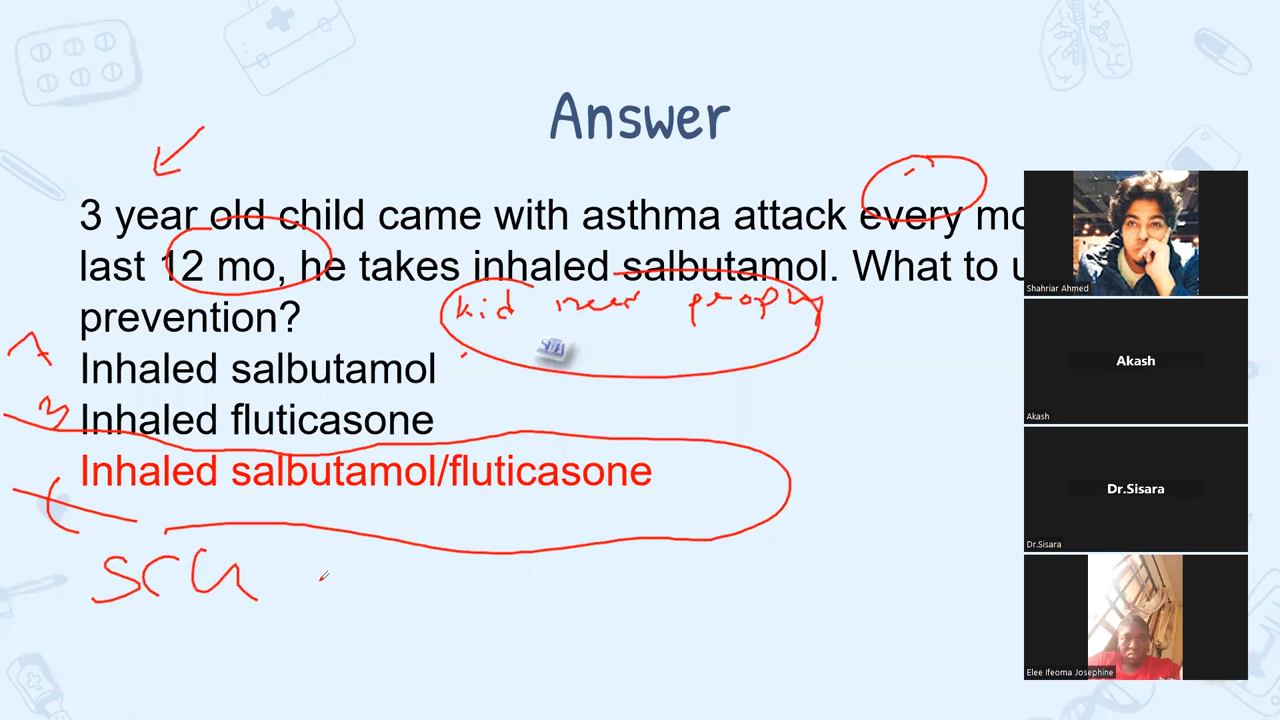 Answer
3 year old child came with asthma attack every mo
last 12 mo, he takes inhaled salbutamol. What to u
prevention?
kid need prophy
A
Inhaled salbutamol
B
Inhaled fluticasone
Inhaled salbutamol/fluticasone
Shahriar Ahmed
Akash
Akash
Dr.Sisara
Dr.Sisara
Elee Ifeoma Josephine